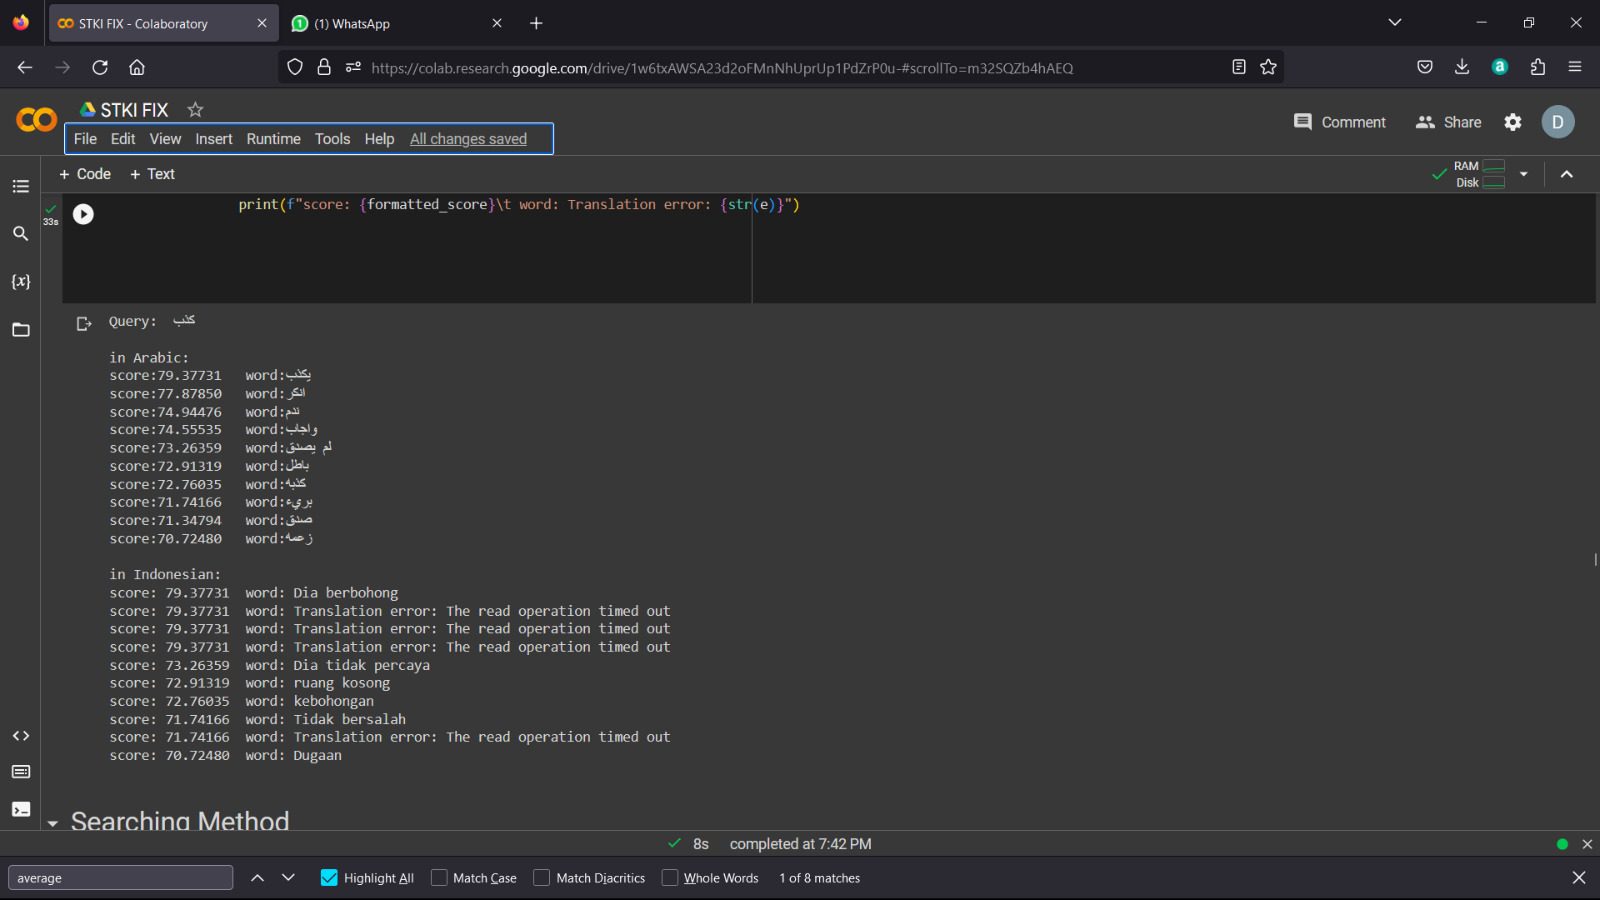 STKI FIX - Colaboratory
(1) WhatsApp
https://colab.research.google.com/drive/1w6txAWSA23d2oFMnNhUprUp1PdZrP0u-#scrollTo=m32SQZb4hAEQ
STKI FIX
Comment
Share
D
File Edit View Insert Runtime Tools Help All changes saved
+ Code + Text
RAM
Disk
33s
print(f"score: {formatted_score}\t word: Translation error: {str(e)}")
{x}
Query: كذب
in Arabic:
score:79.37731 word:يكذب
score:77.87850 word:انكر
score:74.94476 word:ندم
score:74.55535 word:واجاب
score:73.26359 word:لم يصدق
score:72.91319 word:باطل
score:72.76035 word:كذبه
score:71.74166 word:بريء
score:71.34794 word:صدق
score:70.72480 word:زعمه
in Indonesian:
score: 79.37731 word: Dia berbohong
score: 79.37731 word: Translation error: The read operation timed out
score: 79.37731 word: Translation error: The read operation timed out
score: 79.37731 word: Translation error: The read operation timed out
score: 73.26359 word: Dia tidak percaya
score: 72.91319 word: ruang kosong
score: 72.76035 word: kebohongan
score: 71.74166 word: Tidak bersalah
score: 71.74166 word: Translation error: The read operation timed out
score: 70.72480 word: Dugaan
Searching Method
8s completed at 7:42 PM
average
Highlight All
Match Case
Match Diacritics
Whole Words
1 of 8 matches